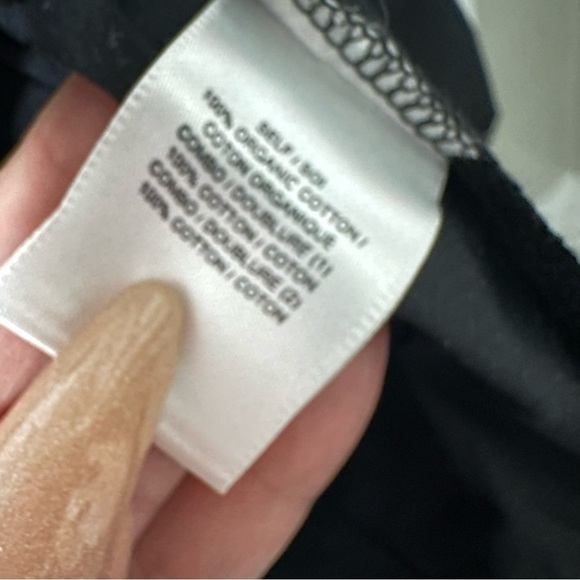 SELF / SOI
100% ORGANIC COTTON /
COTON ORGANIQUE
COMBO / DOUBLURE (1)
100% COTTON / COTON
COMBO / DOUBLURE (2)
100% COTTON / COTON